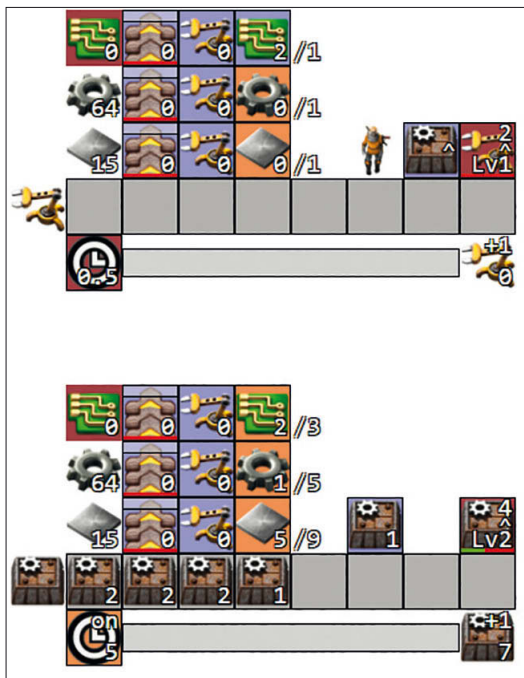 0 0 0 2 /1
64 0 0 0 /1
15 0 0 0 /1 ^ 2 ^ Lv1
0.5 +1 0
0 0 0 2 /3
64 0 0 1 /5
15 0 0 5 /9 1 4 ^ Lv2
2 2 2 1
on 5 +1 7